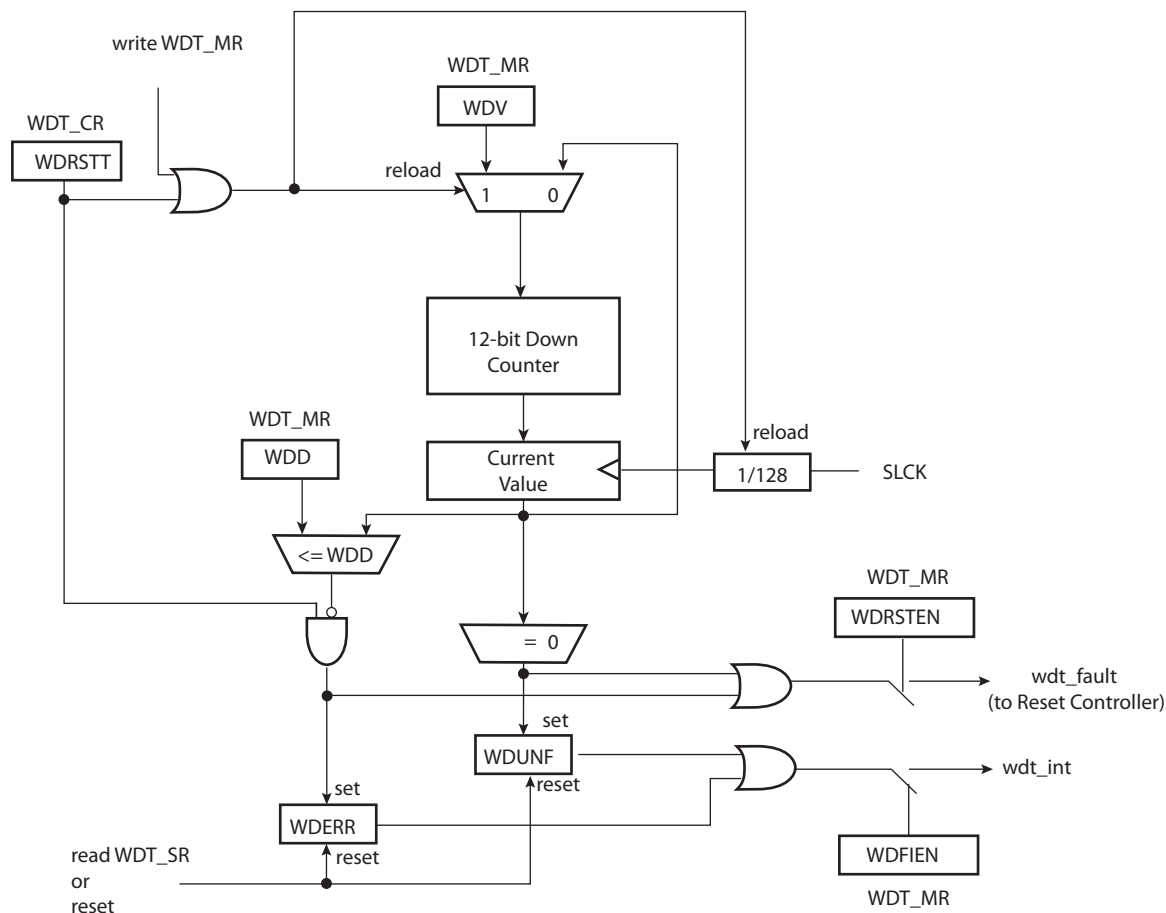 write WDT_MR
WDT_MR
WDV
WDT_CR
WDRSTT
reload
1 0
12-bit Down
Counter
WDT_MR
WDD
reload
Current
Value
1/128
SLCK
<= WDD
WDT_MR
WDRSTEN
= 0
wdt_fault
(to Reset Controller)
set
WDUNF
reset
wdt_int
set
WDERR
reset
read WDT_SR
or
reset
WDFIEN
WDT_MR